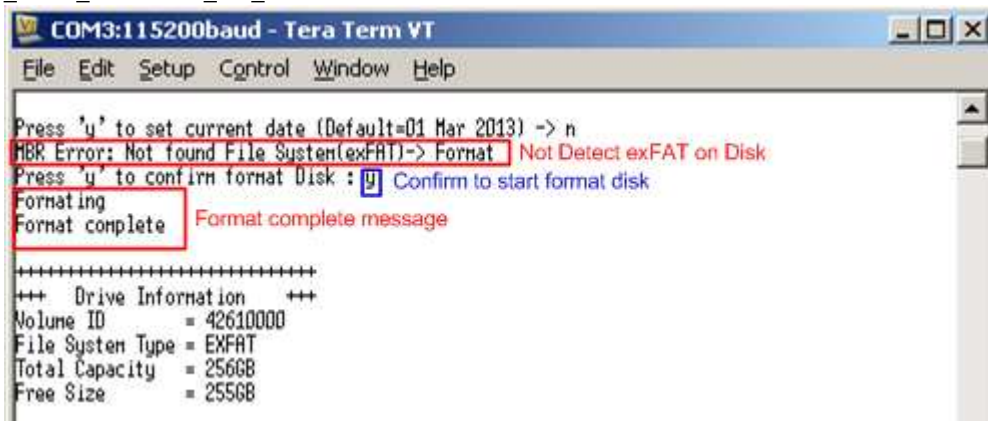 COM3:115200baud - Tera Term VT
File Edit Setup Control Window Help
Press 'y' to set current date (Default=01 Mar 2013) -> n
MBR Error: Not found File System(exFAT)-> Format Not Detect exFAT on Disk
Press 'y' to confirm format Disk : y Confirm to start format disk
Formating
Format complete Format complete message
+++++++++++++++++++++++++++++
+++ Drive Information +++
Volume ID = 42610000
File System Type = EXFAT
Total Capacity = 256GB
Free Size = 255GB